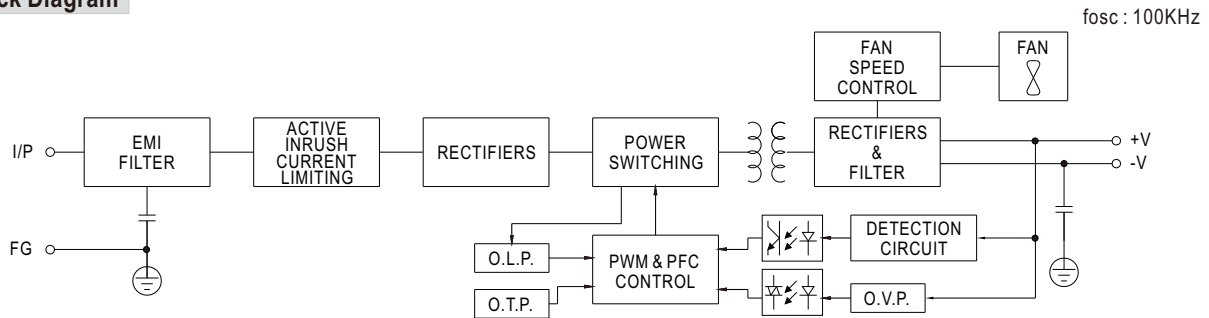 ck Diagram
fosc : 100KHz
FAN
SPEED
CONTROL
FAN
I/P
EMI
FILTER
ACTIVE
INRUSH
CURRENT
LIMITING
RECTIFIERS
POWER
SWITCHING
RECTIFIERS
&
FILTER
+V
-V
FG
O.L.P.
O.T.P.
PWM & PFC
CONTROL
DETECTION
CIRCUIT
O.V.P.